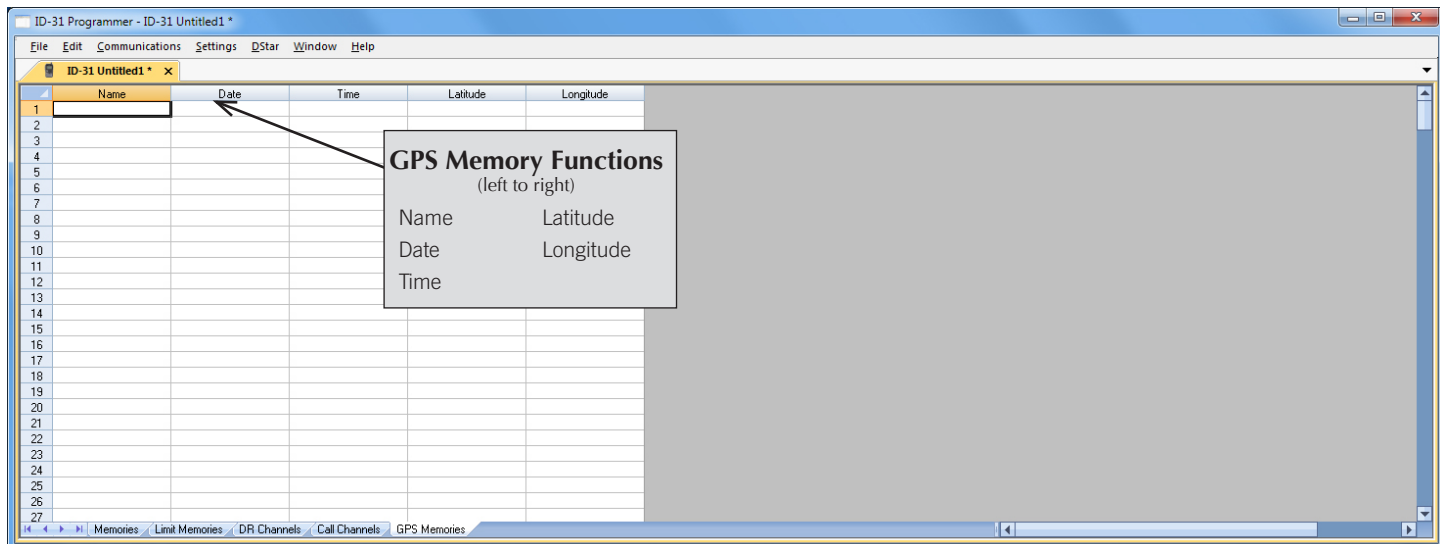 ID-31 Programmer - ID-31 Untitled1 *
File Edit Communications Settings DStar Window Help
ID-31 Untitled1 * x
Name Date Time Latitude Longitude
1
2
3
4
5
6
7
8
9
10
11
12
13
14
15
16
17
18
19
20
21
22
23
24
25
26
27
GPS Memory Functions
(left to right)
Name Latitude
Date Longitude
Time
Memories Limit Memories DR Channels Call Channels GPS Memories